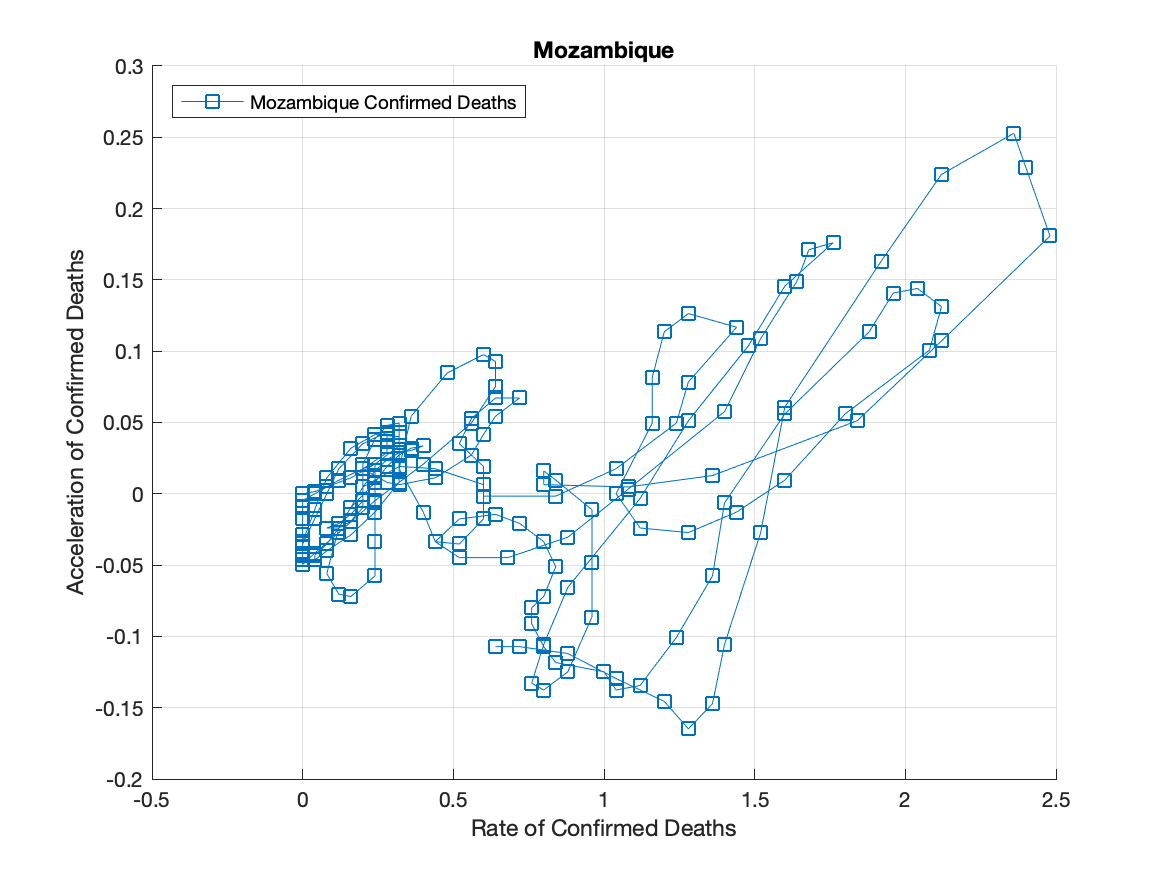 Mozambique
0.3
Mozambique Confirmed Deaths
0.25
0.2
0.15
0.1
0.05
0
-0.05
-0.1
-0.15
-0.2
Acceleration of Confirmed Deaths
-0.5 0 0.5 1 1.5 2 2.5
Rate of Confirmed Deaths